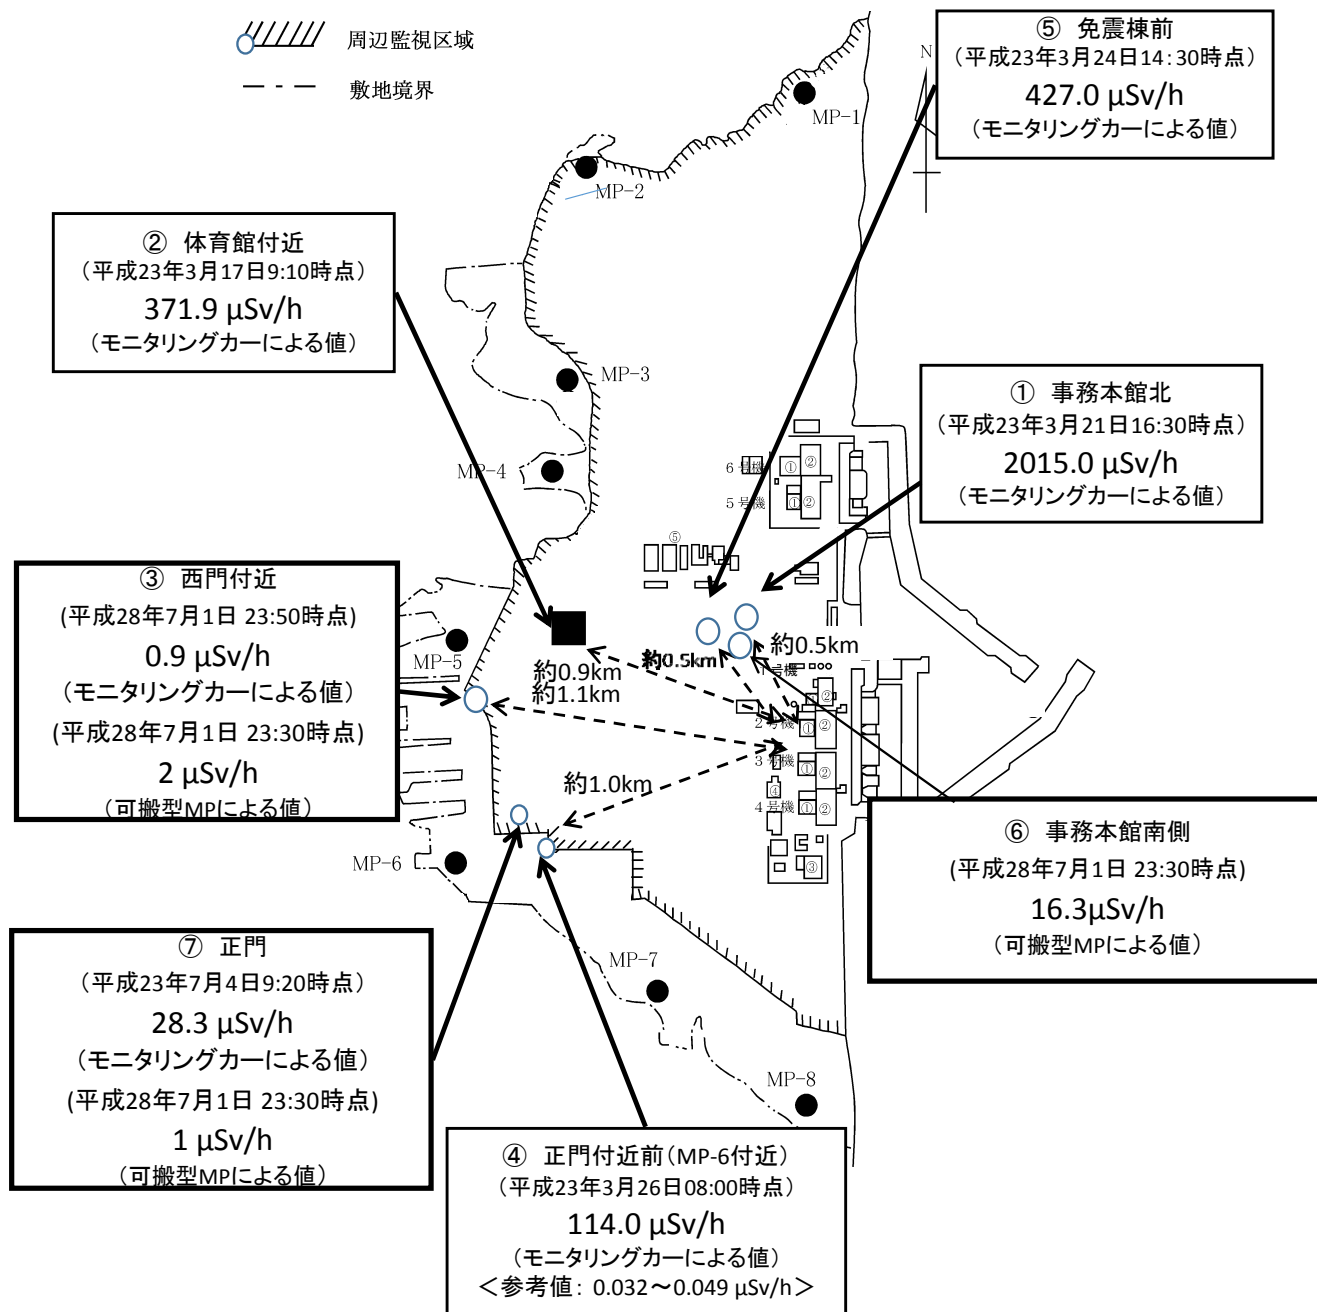 周辺監視区域
敷地境界
⑤ 免震棟前
（平成23年3月24日14:30時点）
427.0 µSv/h
（モニタリングカーによる値）
N
MP-1
MP-2
② 体育館付近
（平成23年3月17日9:10時点）
371.9 µSv/h
（モニタリングカーによる値）
MP-3
① 事務本館北
（平成23年3月21日16:30時点）
2015.0 µSv/h
（モニタリングカーによる値）
MP-4
6号機
① ②
5号機
① ②
⑤
③ 西門付近
(平成28年7月1日 23:50時点)
0.9 µSv/h
（モニタリングカーによる値）
(平成28年7月1日 23:30時点)
2 µSv/h
（可搬型MPによる値）
MP-5
約0.9km
約1.1km
約0.5km
約0.5km
1号機
②
2号機
① ②
3号機
① ②
④
4号機
① ②
③
約1.0km
MP-6
⑥ 事務本館南側
(平成28年7月1日 23:30時点)
16.3µSv/h
（可搬型MPによる値）
⑦ 正門
（平成23年7月4日9:20時点）
28.3 µSv/h
（モニタリングカーによる値）
(平成28年7月1日 23:30時点)
1 µSv/h
（可搬型MPによる値）
MP-7
MP-8
④ 正門付近前（MP-6付近）
（平成23年3月26日08:00時点）
114.0 µSv/h
（モニタリングカーによる値）
＜参考値：0.032～0.049 µSv/h＞